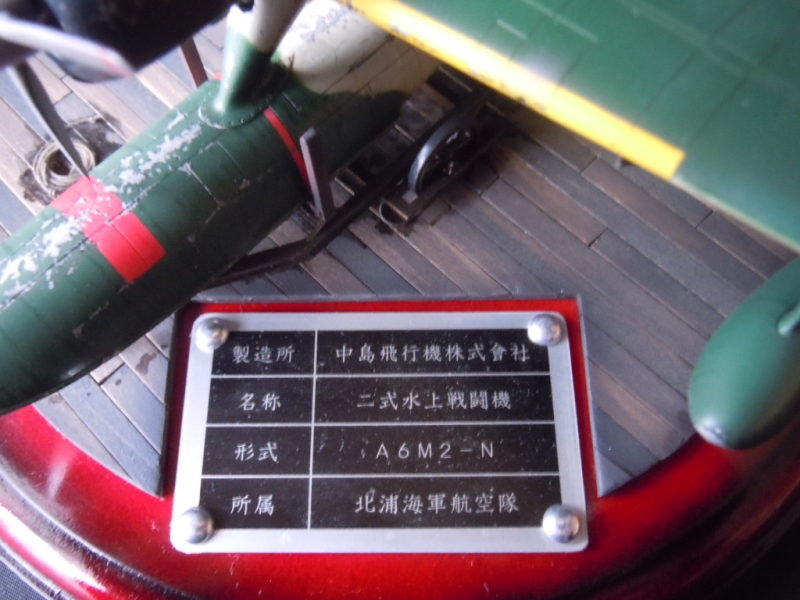 製造所 中島飛行機株式會社
名称 二式水上戦闘機
形式 A6M2-N
所属 北浦海軍航空隊